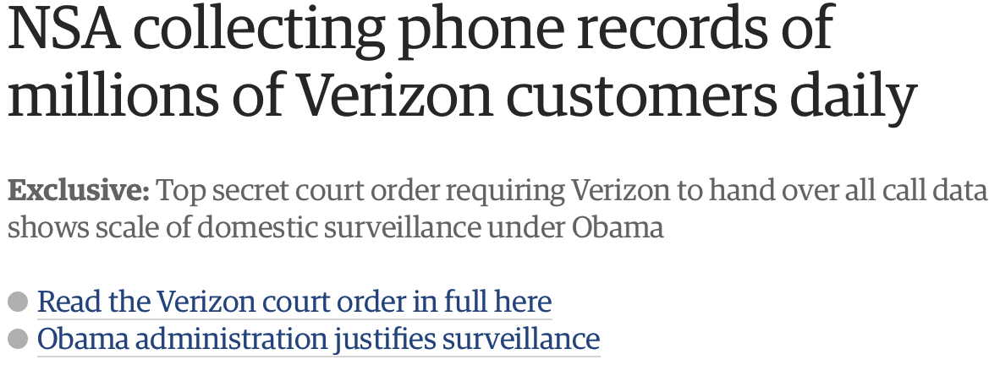 NSA collecting phone records of
millions of Verizon customers daily
Exclusive: Top secret court order requiring Verizon to hand over all call data
shows scale of domestic surveillance under Obama
Read the Verizon court order in full here
Obama administration justifies surveillance